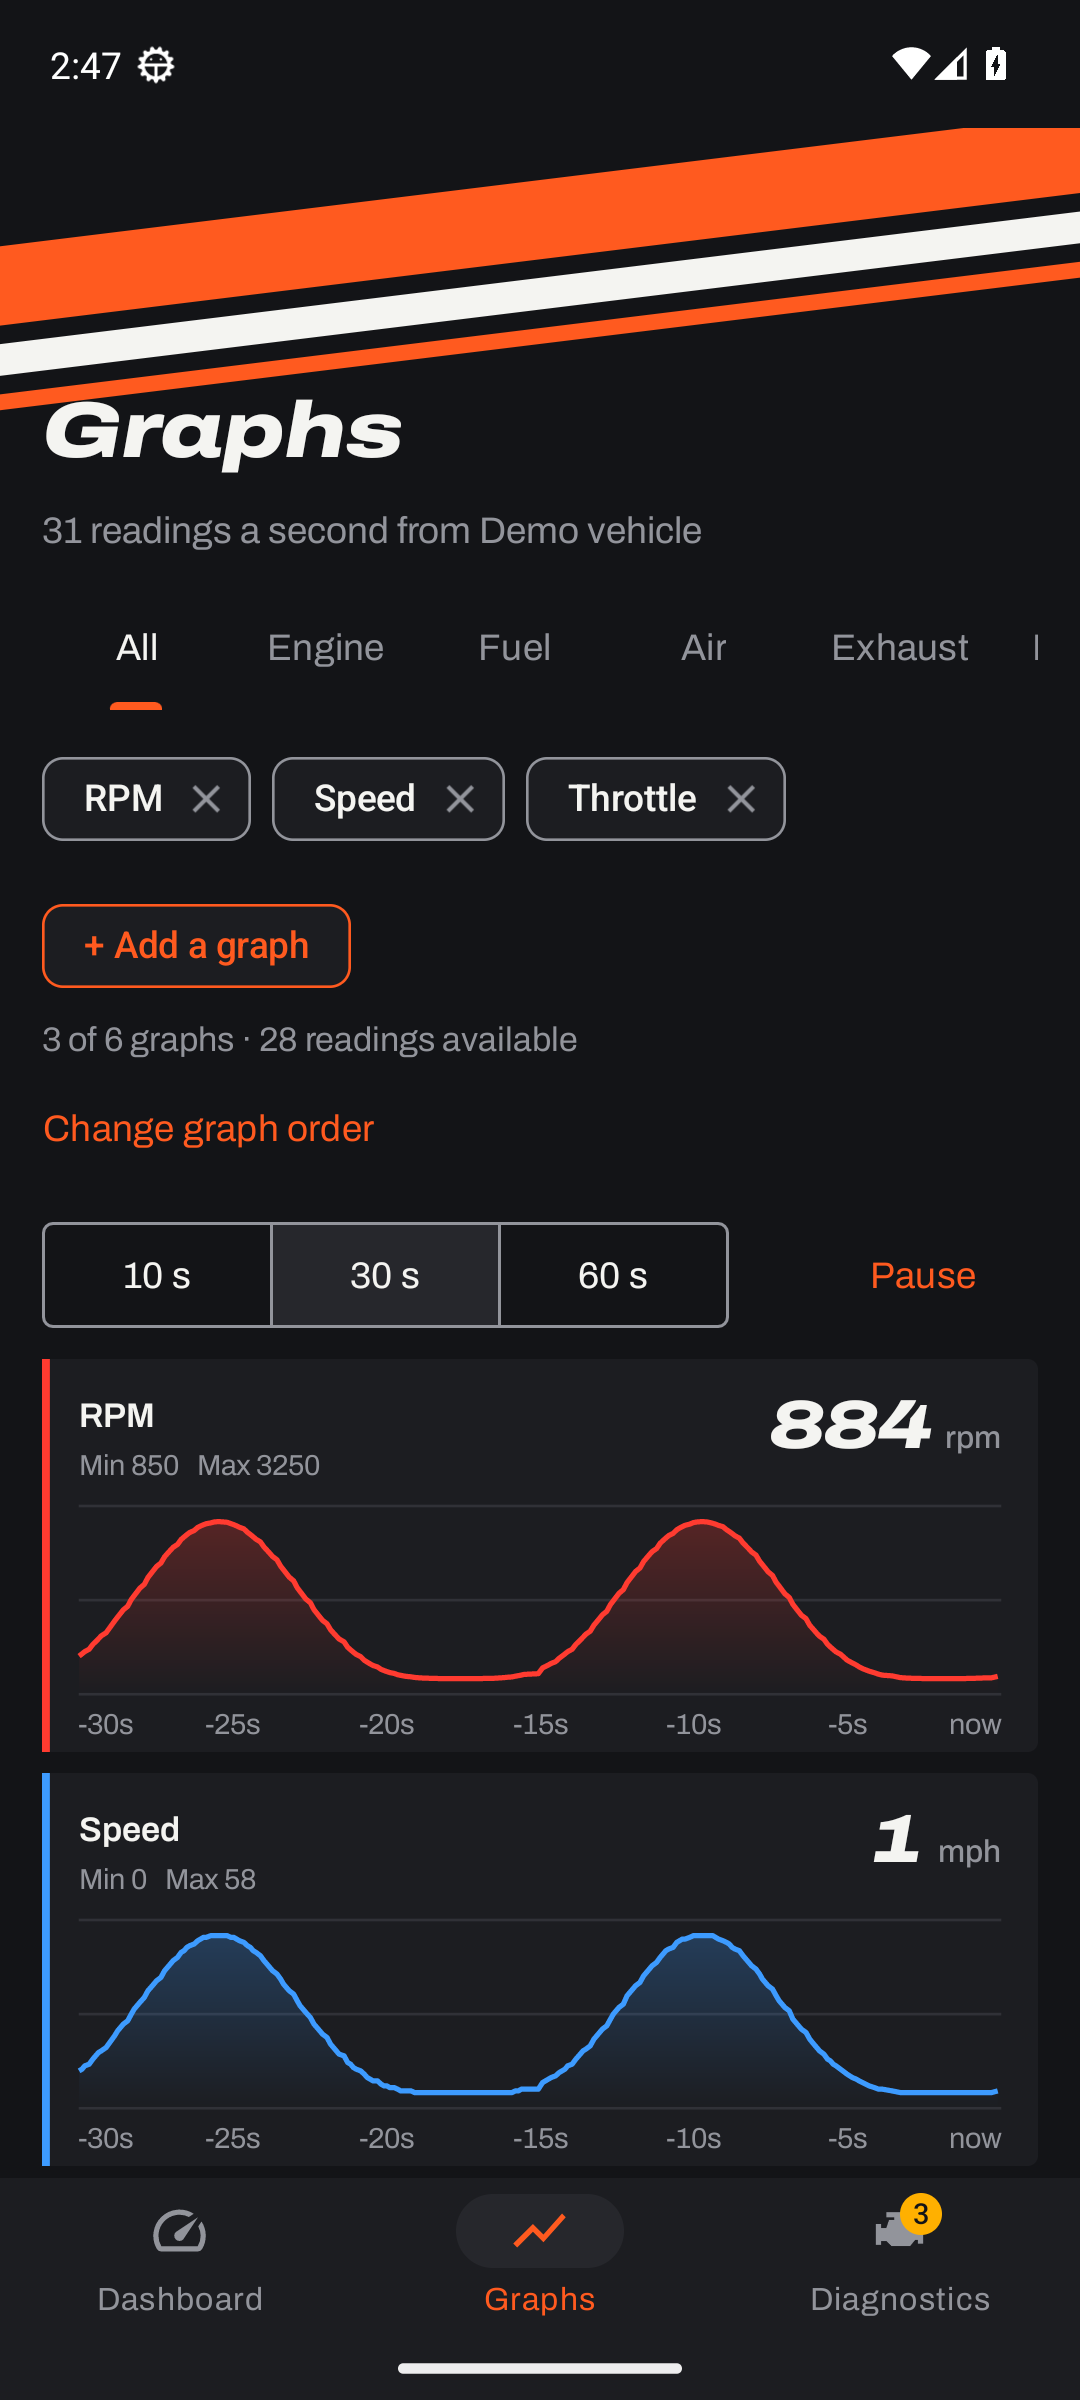 2:47
Graphs
31 readings a second from Demo vehicle
All Engine Fuel Air Exhaust
RPM Speed Throttle
+ Add a graph
3 of 6 graphs · 28 readings available
Change graph order
10 s 30 s 60 s Pause
RPM 884 rpm
Min 850 Max 3250
-30s -25s -20s -15s -10s -5s now
Speed 1 mph
Min 0 Max 58
-30s -25s -20s -15s -10s -5s now
3
Dashboard Graphs Diagnostics